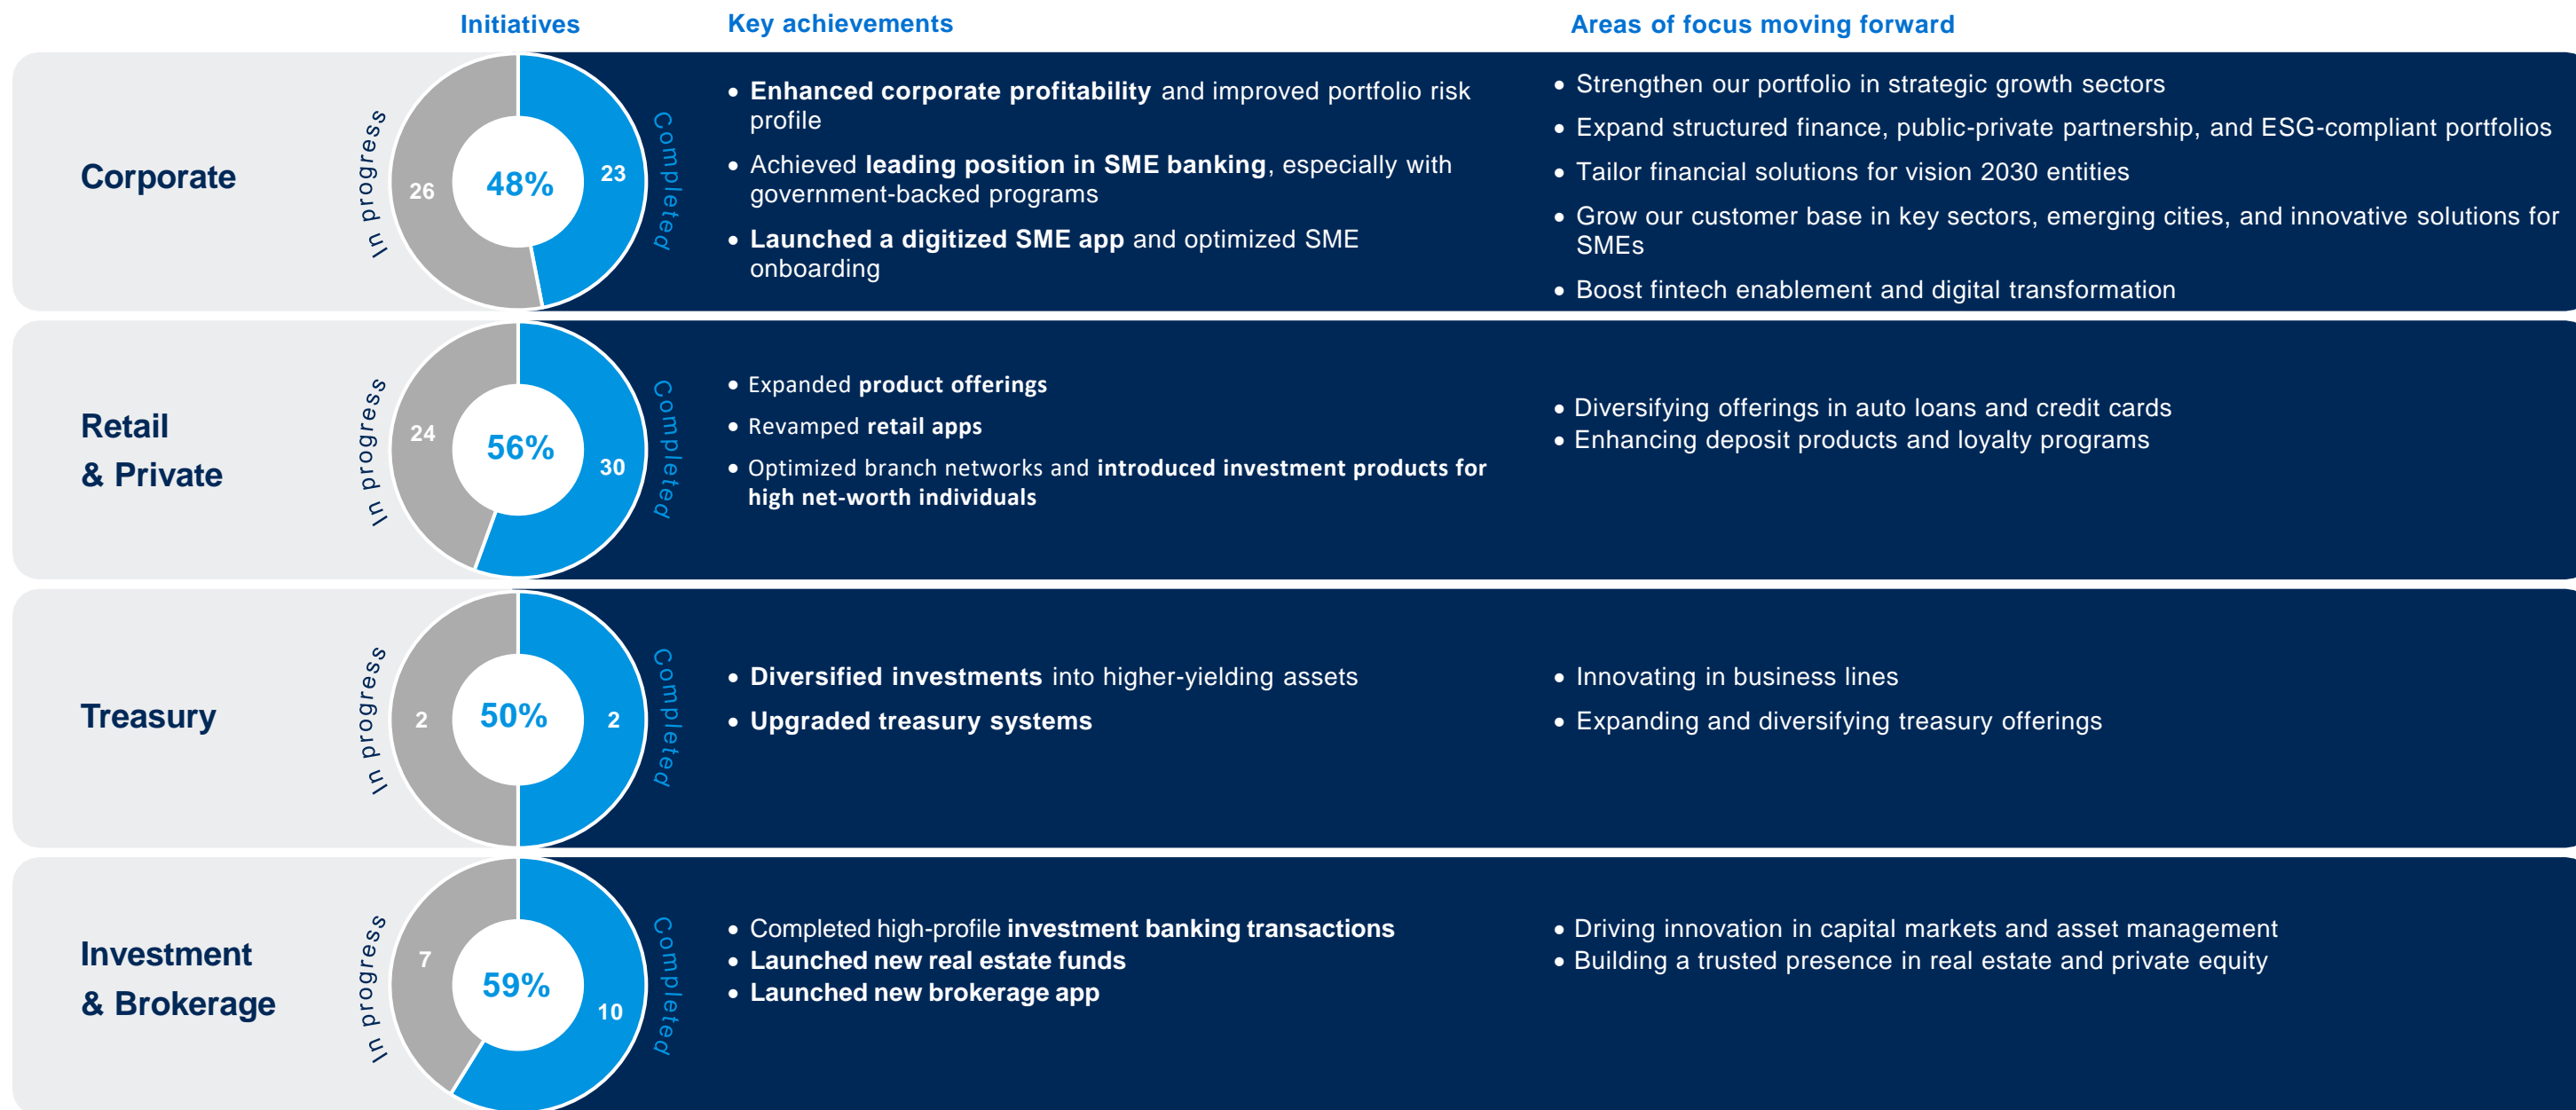 Initiatives
Key achievements
Areas of focus moving forward
Corporate
In progress
26
48%
23
Completed
• Enhanced corporate profitability and improved portfolio risk
profile
• Achieved leading position in SME banking, especially with
government-backed programs
• Launched a digitized SME app and optimized SME
onboarding
• Strengthen our portfolio in strategic growth sectors
• Expand structured finance, public-private partnership, and ESG-compliant portfolios
• Tailor financial solutions for vision 2030 entities
• Grow our customer base in key sectors, emerging cities, and innovative solutions for
SMEs
• Boost fintech enablement and digital transformation
Retail
& Private
In progress
24
56%
30
Completed
• Expanded product offerings
• Revamped retail apps
• Optimized branch networks and introduced investment products for
high net-worth individuals
• Diversifying offerings in auto loans and credit cards
• Enhancing deposit products and loyalty programs
Treasury
In progress
2
50%
2
Completed
• Diversified investments into higher-yielding assets
• Upgraded treasury systems
• Innovating in business lines
• Expanding and diversifying treasury offerings
Investment
& Brokerage
In progress
7
59%
10
Completed
• Completed high-profile investment banking transactions
• Launched new real estate funds
• Launched new brokerage app
• Driving innovation in capital markets and asset management
• Building a trusted presence in real estate and private equity